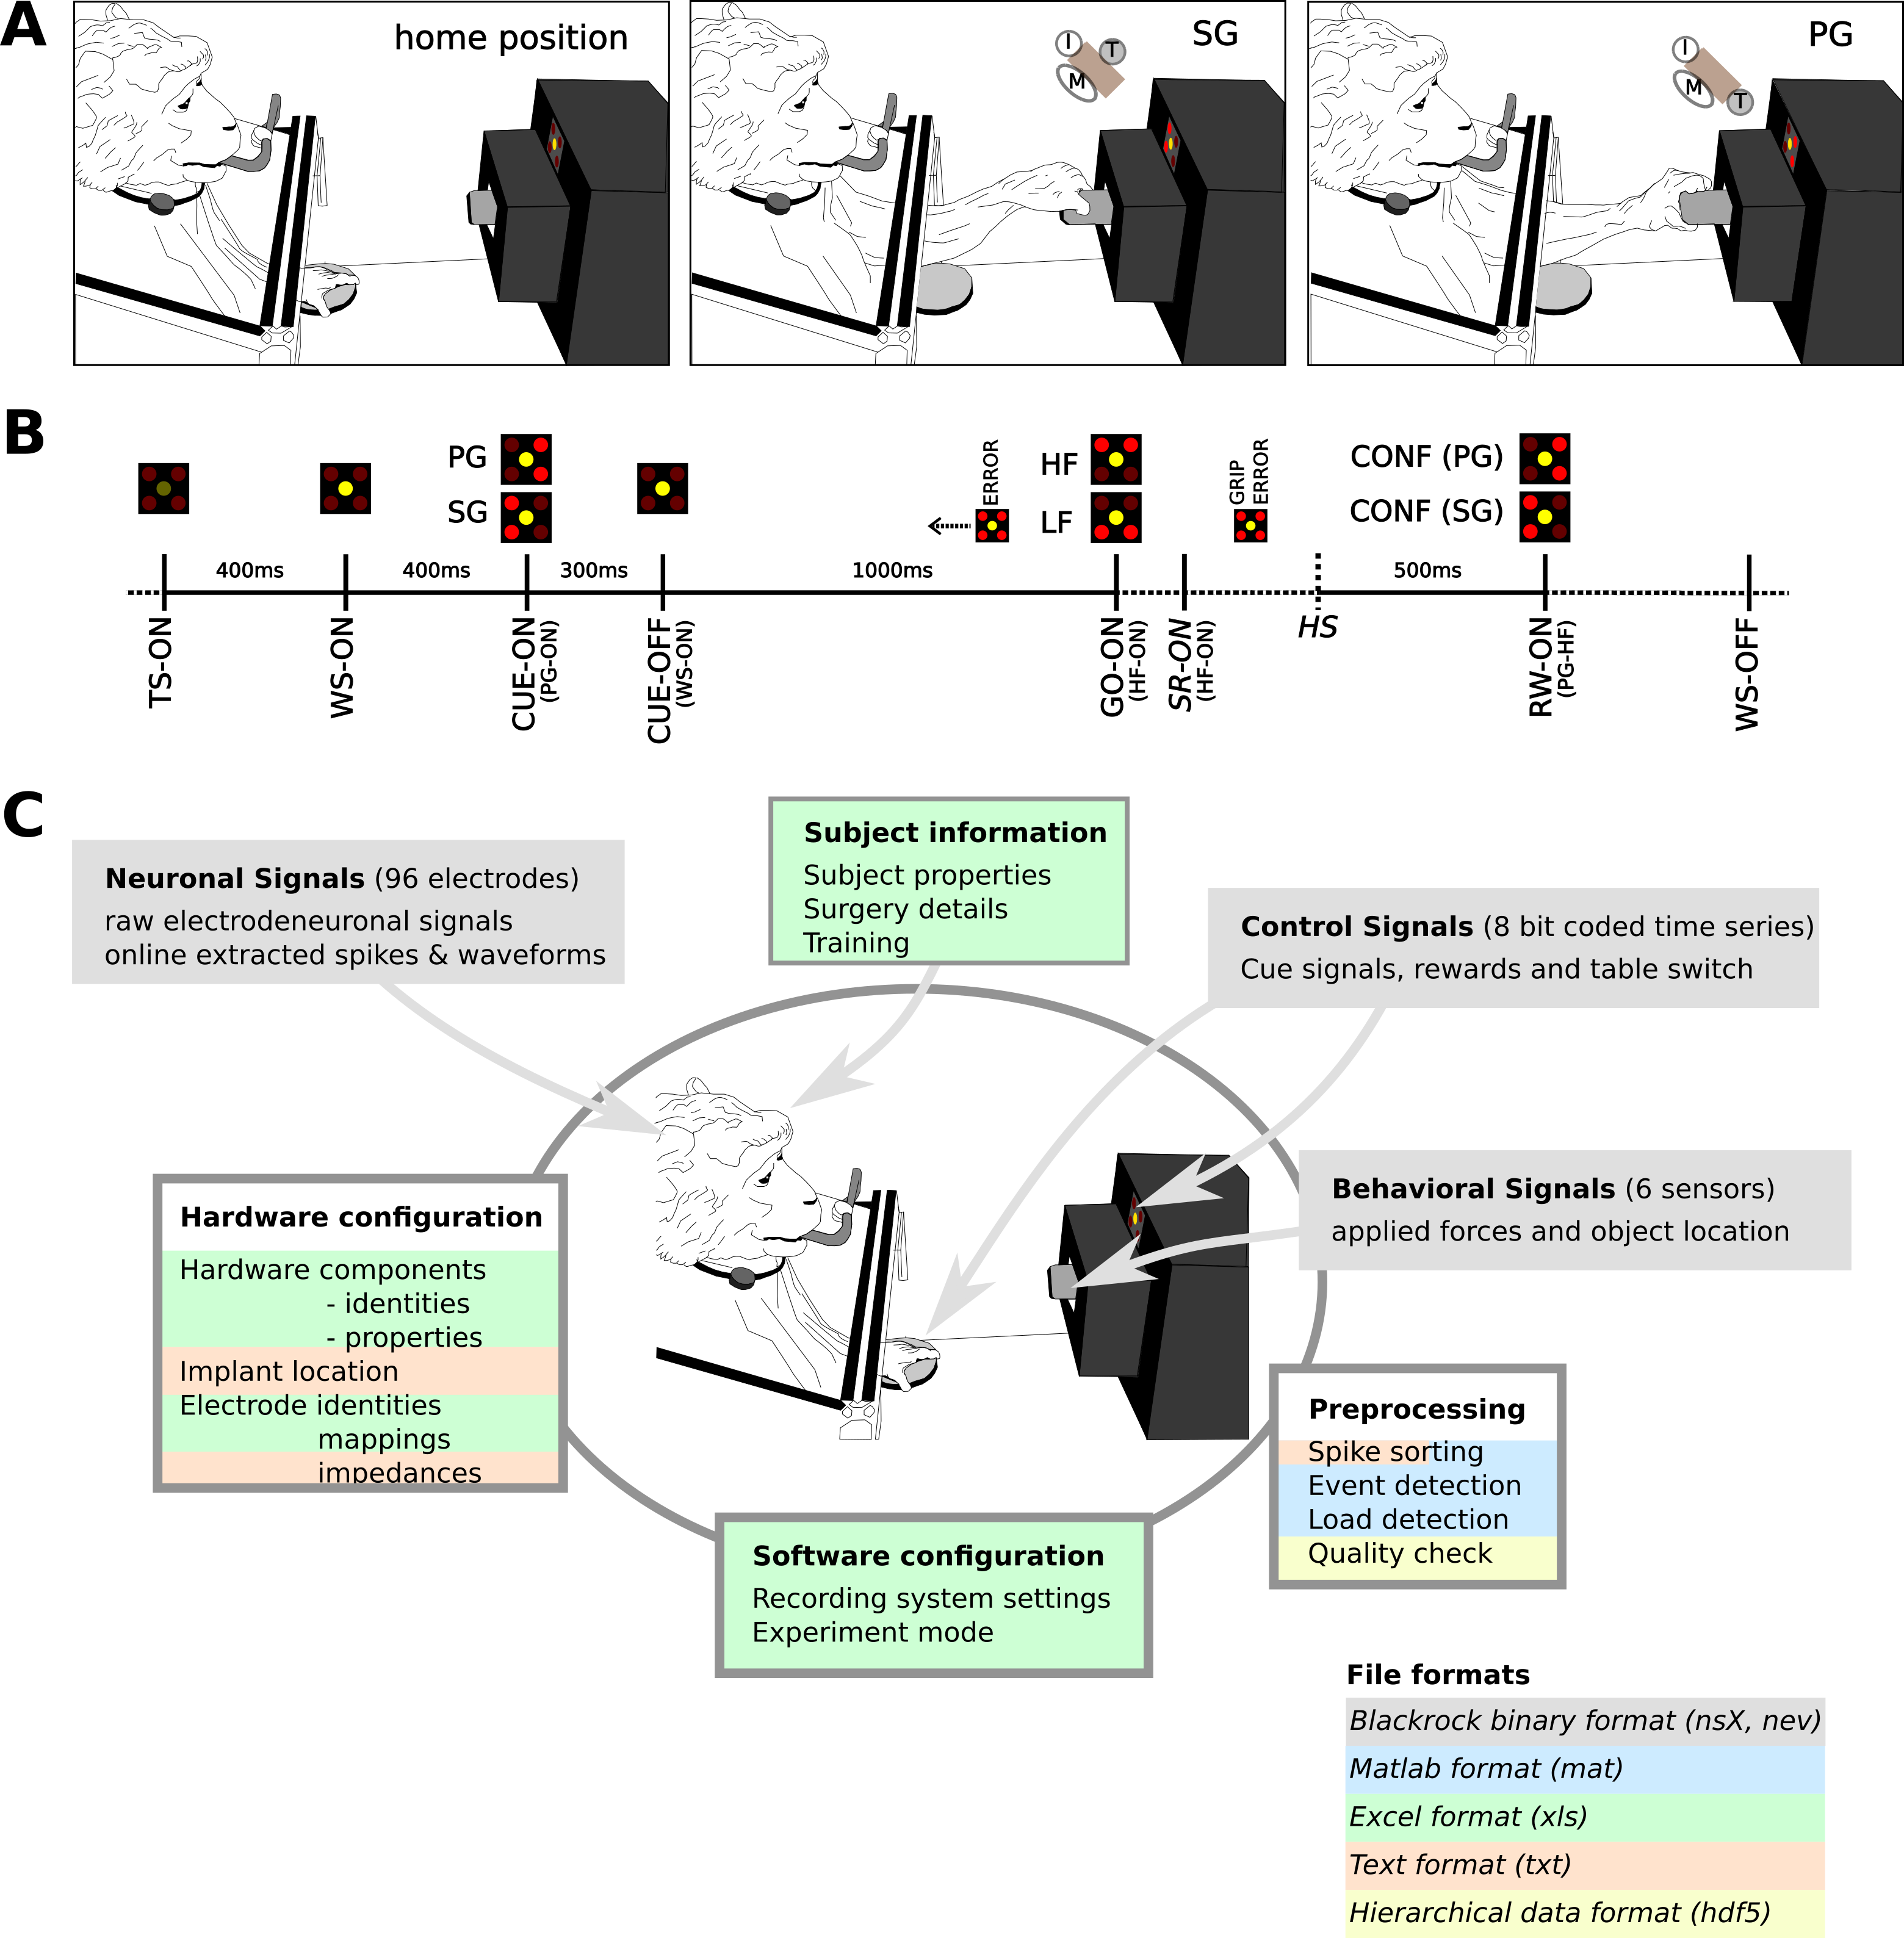 A
home position
SG
I
T
M
PG
I
M
T
B
PG
SG
ERROR
HF
LF
GRIP
ERROR
CONF (PG)
CONF (SG)
400ms
400ms
300ms
1000ms
500ms
TS-ON
WS-ON
CUE-ON
(PG-ON)
CUE-OFF
(WS-ON)
GO-ON
(HF-ON)
SR-ON
(HF-ON)
HS
RW-ON
(PG-HF)
WS-OFF
C
Neuronal Signals (96 electrodes)
raw electrodeneuronal signals
online extracted spikes & waveforms
Subject information
Subject properties
Surgery details
Training
Control Signals (8 bit coded time series)
Cue signals, rewards and table switch
Behavioral Signals (6 sensors)
applied forces and object location
Hardware configuration
Hardware components
- identities
- properties
Implant location
Electrode identities
mappings
impedances
Preprocessing
Spike sorting
Event detection
Load detection
Quality check
Software configuration
Recording system settings
Experiment mode
File formats
Blackrock binary format (nsX, nev)
Matlab format (mat)
Excel format (xls)
Text format (txt)
Hierarchical data format (hdf5)